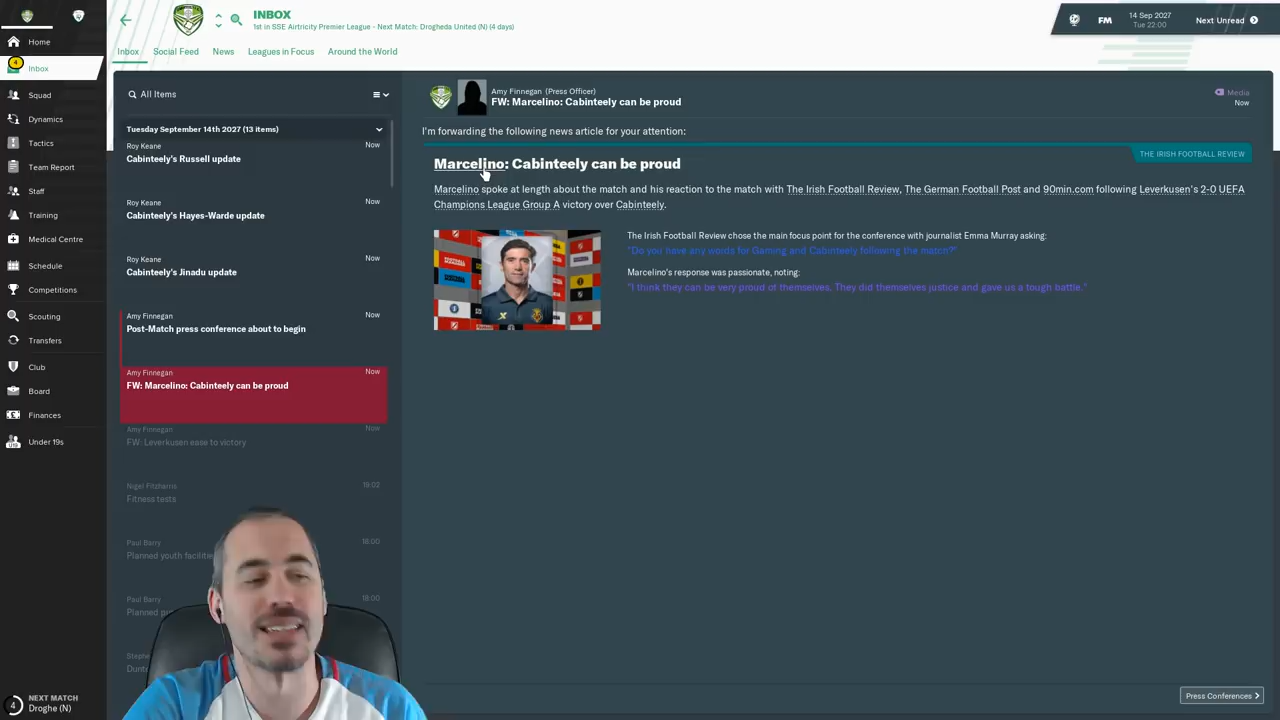 INBOX
1st in SSE Airtricity Premier League - Next Match: Drogheda United (N) (4 days)
FM
14 Sep 2027
Tue 22:00
Next Unread
Inbox
Social Feed
News
Leagues in Focus
Around the World
Home
4
Inbox
Squad
Dynamics
Tactics
Team Report
Staff
Training
Medical Centre
Schedule
Competitions
Scouting
Transfers
Club
Board
Finances
Under 19s
4
NEXT MATCH
Droghe (N)
All Items
Tuesday September 14th 2027 (13 items)
Roy Keane
Now
Cabinteely's Russell update
Roy Keane
Now
Cabinteely's Hayes-Warde update
Roy Keane
Now
Cabinteely's Jinadu update
Amy Finnegan
Now
Post-Match press conference about to begin
Amy Finnegan
Now
FW: Marcelino: Cabinteely can be proud
Amy Finnegan
Now
FW: Leverkusen ease to victory
Nigel Fitzharris
19:02
Fitness tests
Paul Barry
18:00
Planned youth
Paul Barry
18:00
Planned
Amy Finnegan (Press Officer)
FW: Marcelino: Cabinteely can be proud
Media
Now
I'm forwarding the following news article for your attention:
THE IRISH FOOTBALL REVIEW
Marcelino: Cabinteely can be proud
Marcelino spoke at length about the match and his reaction to the match with The Irish Football Review, The German Football Post and 90min.com following Leverkusen's 2-0 UEFA
Champions League Group A victory over Cabinteely.
The Irish Football Review chose the main focus point for the conference with journalist Emma Murray asking:
"Do you have any words for Gaming and Cabinteely following the match?"
Marcelino's response was passionate, noting:
"I think they can be very proud of themselves. They did themselves justice and gave us a tough battle."
Press Conferences